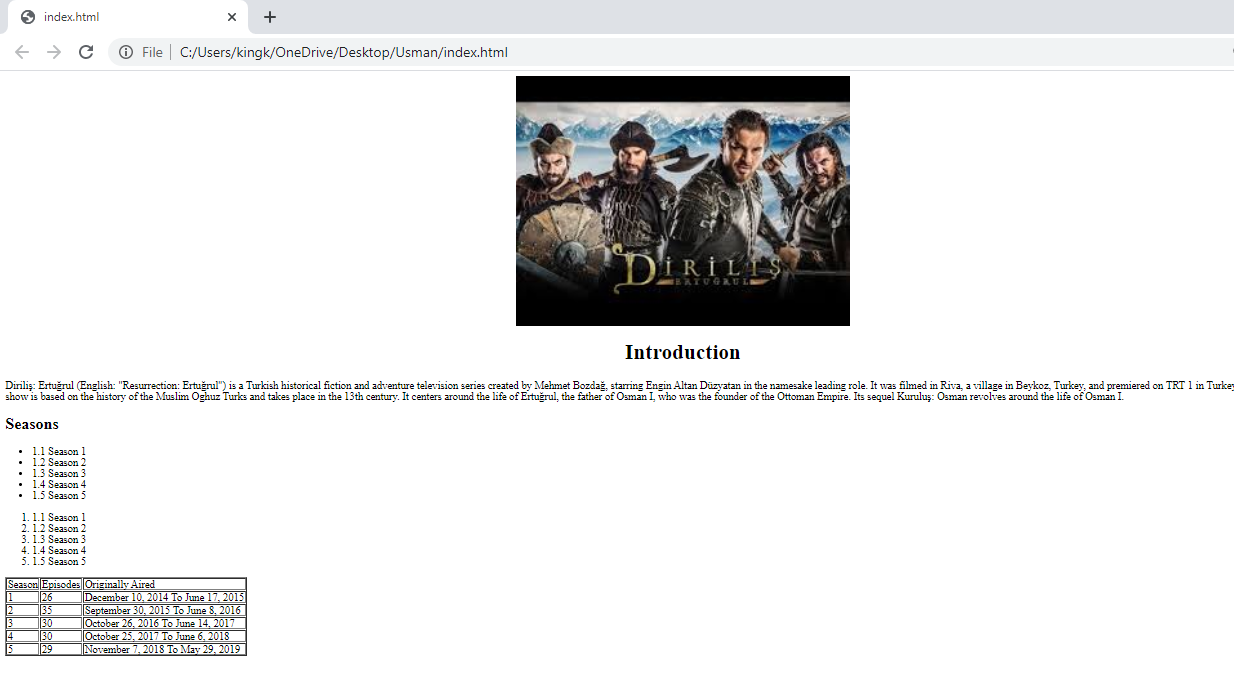 index.html
File C:/Users/kingk/OneDrive/Desktop/Usman/index.html
DİRİLİŞ
ERTUĞRUL
Introduction
Diriliş: Ertuğrul (English: "Resurrection: Ertuğrul") is a Turkish historical fiction and adventure television series created by Mehmet Bozdağ, starring Engin Altan Düzyatan in the namesake leading role. It was filmed in Riva, a village in Beykoz, Turkey, and premiered on TRT 1 in Turkey
show is based on the history of the Muslim Oghuz Turks and takes place in the 13th century. It centers around the life of Ertuğrul, the father of Osman I, who was the founder of the Ottoman Empire. Its sequel Kuruluş: Osman revolves around the life of Osman I.
Seasons
• 1.1 Season 1
• 1.2 Season 2
• 1.3 Season 3
• 1.4 Season 4
• 1.5 Season 5
1. 1.1 Season 1
2. 1.2 Season 2
3. 1.3 Season 3
4. 1.4 Season 4
5. 1.5 Season 5
Season Episodes Originally Aired
1 26 December 10, 2014 To June 17, 2015
2 35 September 30, 2015 To June 8, 2016
3 30 October 26, 2016 To June 14, 2017
4 30 October 25, 2017 To June 6, 2018
5 29 November 7, 2018 To May 29, 2019